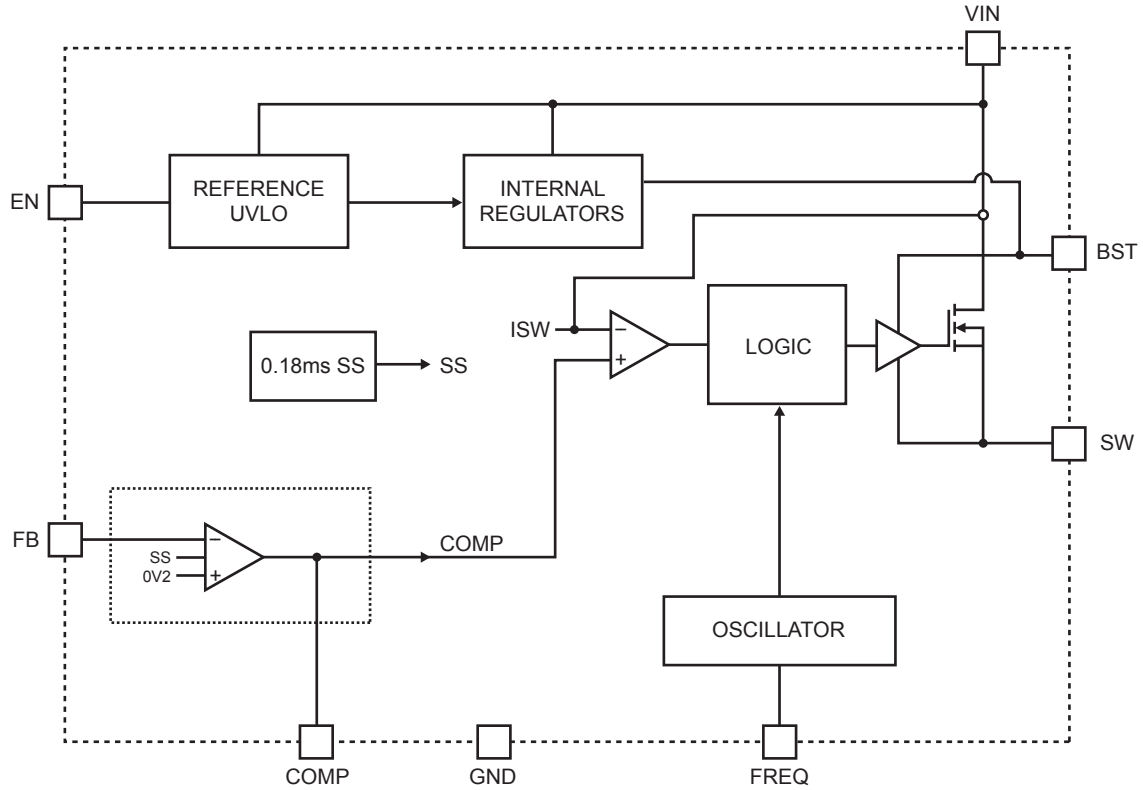 VIN
REFERENCE
UVLO
INTERNAL
REGULATORS
EN
BST
ISW
−
+
LOGIC
0.18ms SS
SS
SW
FB
−
SS
0V2
+
COMP
OSCILLATOR
COMP
GND
FREQ